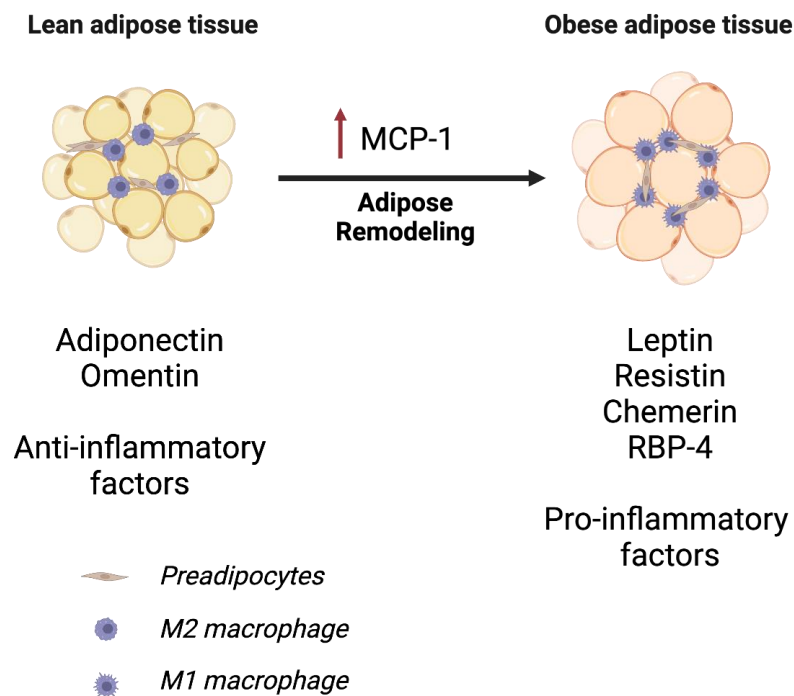 Lean adipose tissue
Obese adipose tissue
MCP-1
Adipose
Remodeling
Adiponectin
Omentin
Anti-inflammatory
factors
Leptin
Resistin
Chemerin
RBP-4
Pro-inflammatory
factors
Preadipocytes
M2 macrophage
M1 macrophage